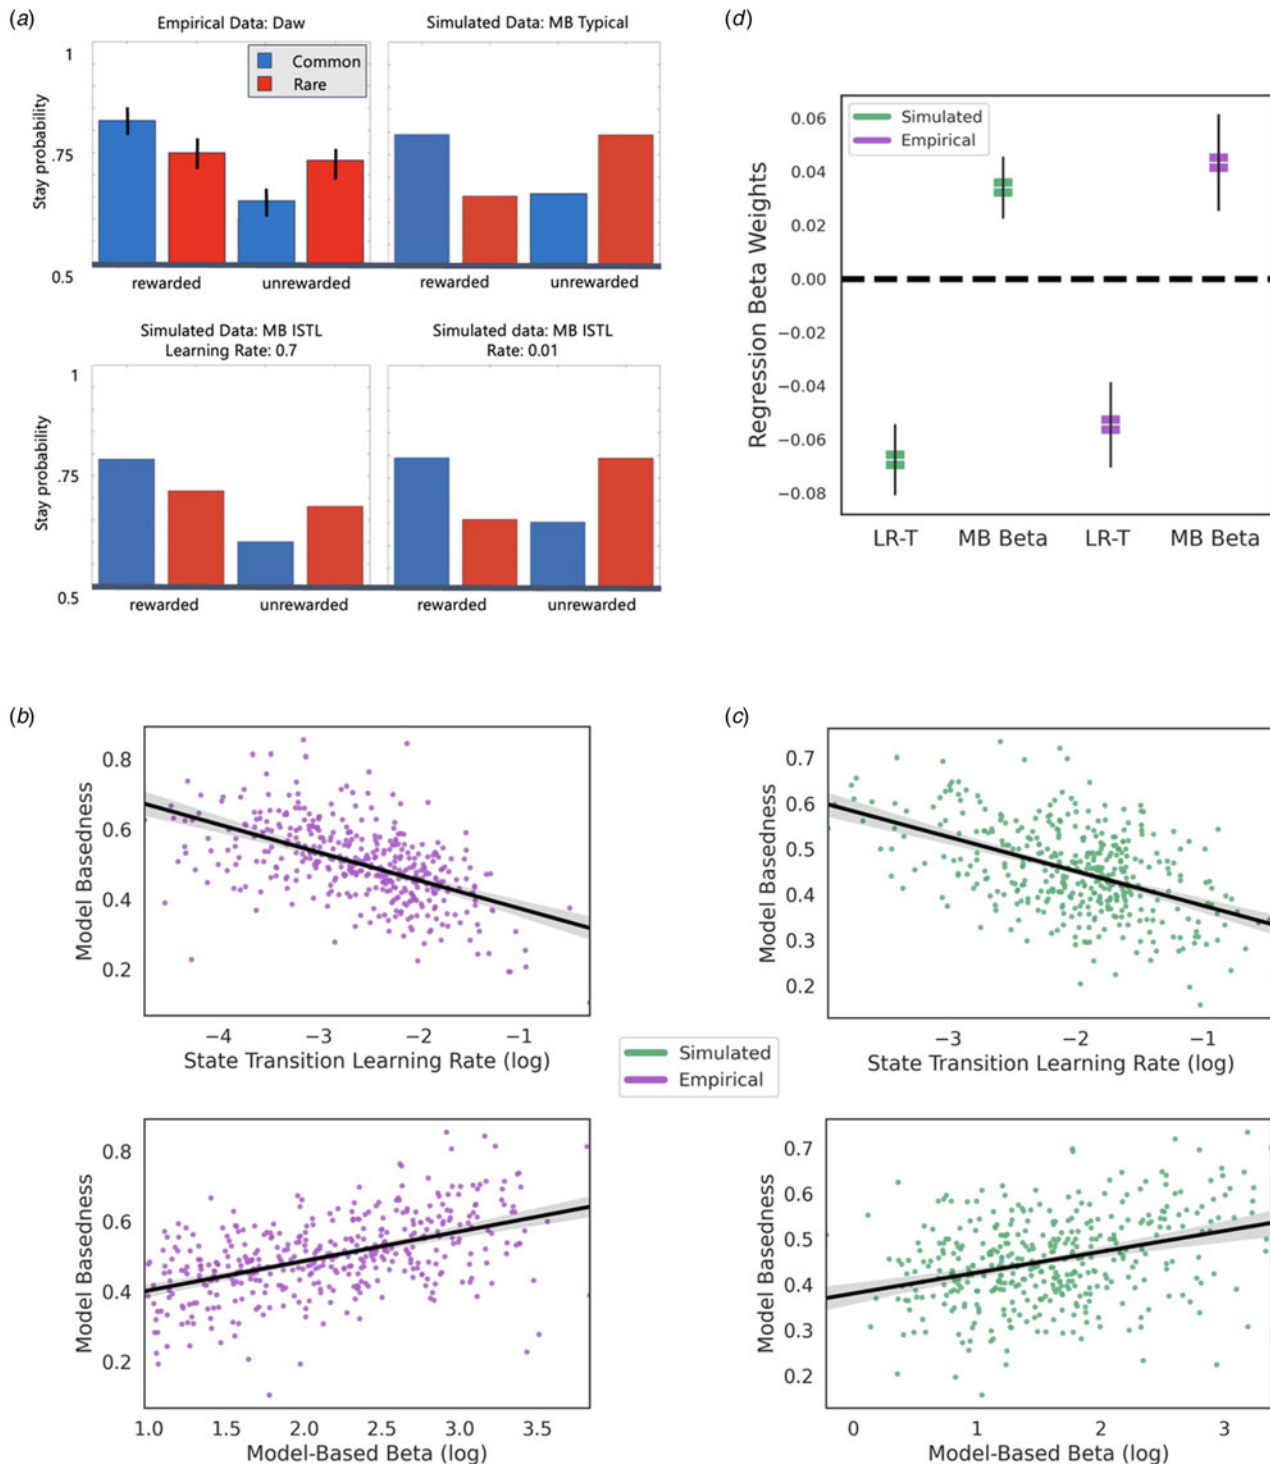 (a)
Empirical Data: Daw
Simulated Data: MB Typical
Common
Rare
1
.75
0.5
Stay probability
rewarded
unrewarded
rewarded
unrewarded
Simulated Data: MB ISTL
Learning Rate: 0.7
Simulated data: MB ISTL
Rate: 0.01
1
.75
0.5
Stay probability
rewarded
unrewarded
rewarded
unrewarded
(d)
Simulated
Empirical
0.06
0.04
0.02
0.00
−0.02
−0.04
−0.06
−0.08
Regression Beta Weights
LR-T
MB Beta
LR-T
MB Beta
(b)
0.8
0.6
0.4
0.2
Model Basedness
−4
−3
−2
−1
State Transition Learning Rate (log)
0.8
0.6
0.4
0.2
Model Basedness
1.0
1.5
2.0
2.5
3.0
3.5
Model-Based Beta (log)
Simulated
Empirical
(c)
0.7
0.6
0.5
0.4
0.3
0.2
Model Basedness
−3
−2
−1
State Transition Learning Rate (log)
0.7
0.6
0.5
0.4
0.3
0.2
Model Basedness
0
1
2
3
Model-Based Beta (log)